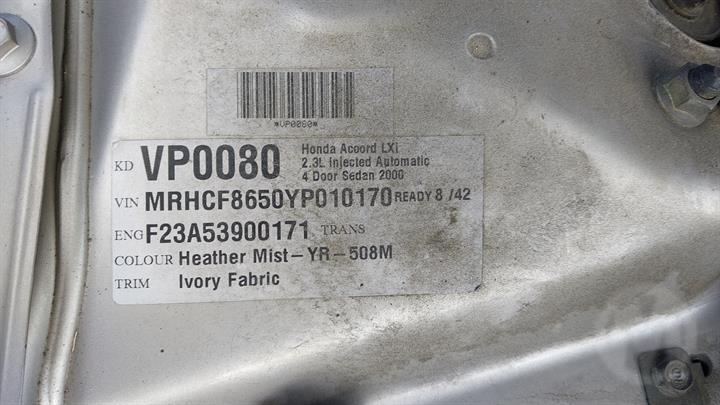 *VP0080*
KD VP0080 Honda Accord LXi
2.3L Injected Automatic
4 Door Sedan 2000
VIN MRHCF8650YP010170 READY 8 /42
ENG F23A53900171 TRANS
COLOUR Heather Mist-YR-508M
TRIM Ivory Fabric